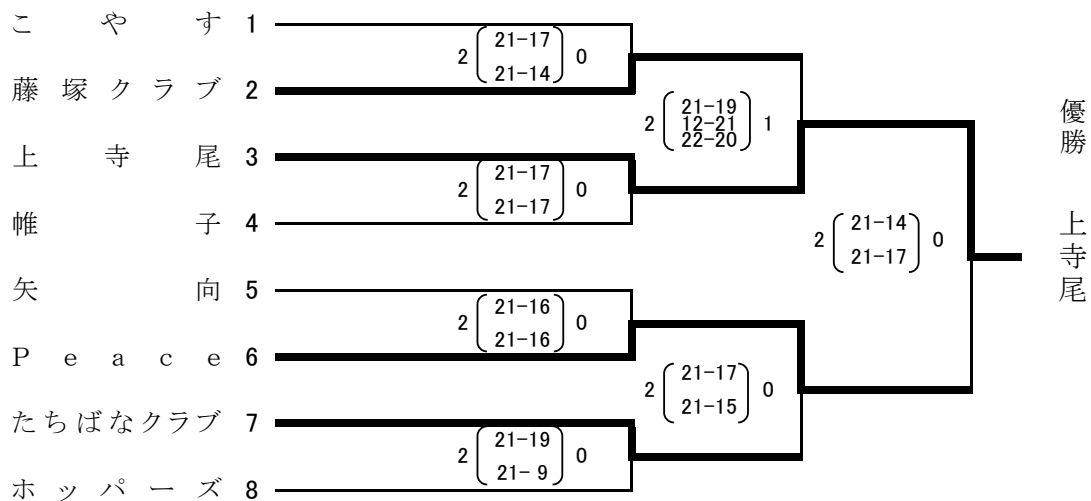 こやす 1
藤塚クラブ 2
上寺尾 3
帷子 4
矢向 5
Peace 6
たちばなクラブ 7
ホッパーズ 8
2 21-17 0
21-14
2 21-17 0
21-17
2 21-16 0
21-16
2 21-19 0
21- 9
2 21-19 1
12-21
22-20
2 21-17 0
21-15
2 21-14 0
21-17
優勝 上寺尾